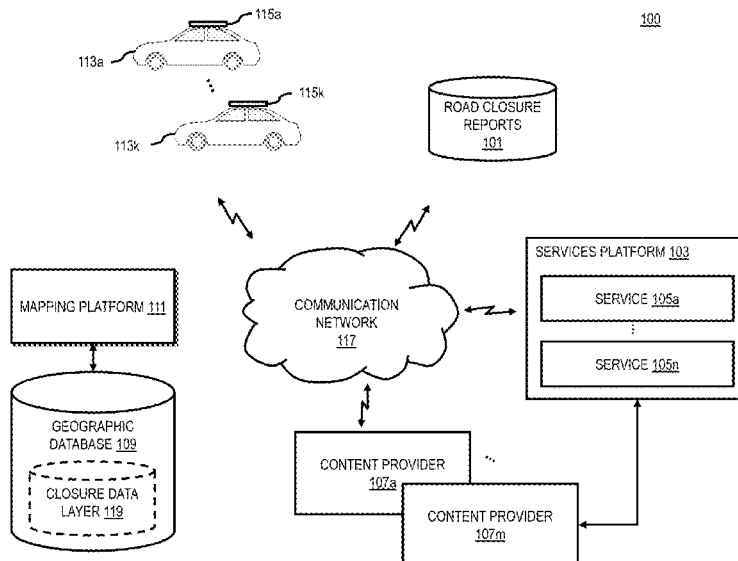 115a
100
113a
115k
113k
ROAD CLOSURE
REPORTS
101
SERVICES PLATFORM 103
SERVICE 105a
SERVICE 105n
MAPPING PLATFORM 111
COMMUNICATION
NETWORK
117
GEOGRAPHIC
DATABASE 109
CLOSURE DATA
LAYER 119
CONTENT PROVIDER
107a
CONTENT PROVIDER
107m